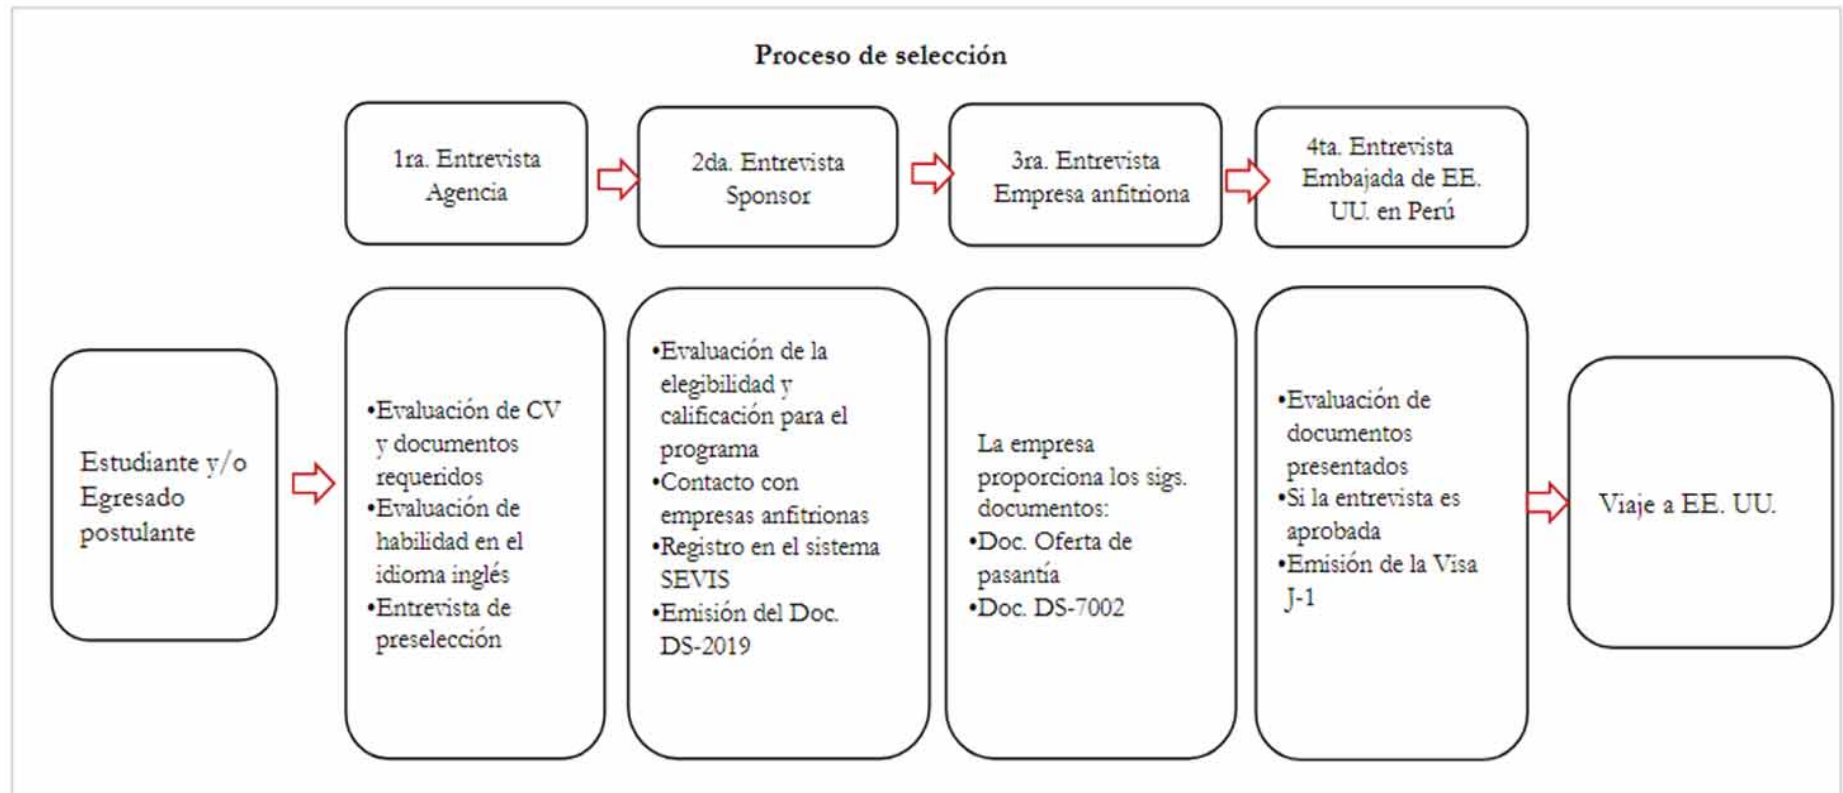 Proceso de selección
1ra. Entrevista
Agencia
2da. Entrevista
Sponsor
3ra. Entrevista
Empresa anfitriona
4ta. Entrevista
Embajada de EE.
UU. en Perú
Estudiante y/o
Egresado
postulante
•Evaluación de CV
y documentos
requeridos
•Evaluación de
habilidad en el
idioma inglés
•Entrevista de
preselección
•Evaluación de la
elegibilidad y
calificación para el
programa
•Contacto con
empresas anfitrionas
•Registro en el sistema
SEVIS
•Emisión del Doc.
DS-2019
La empresa
proporciona los sigs.
documentos:
•Doc. Oferta de
pasantía
•Doc. DS-7002
•Evaluación de
documentos
presentados
•Si la entrevista es
aprobada
•Emisión de la Visa
J-1
Viaje a EE. UU.